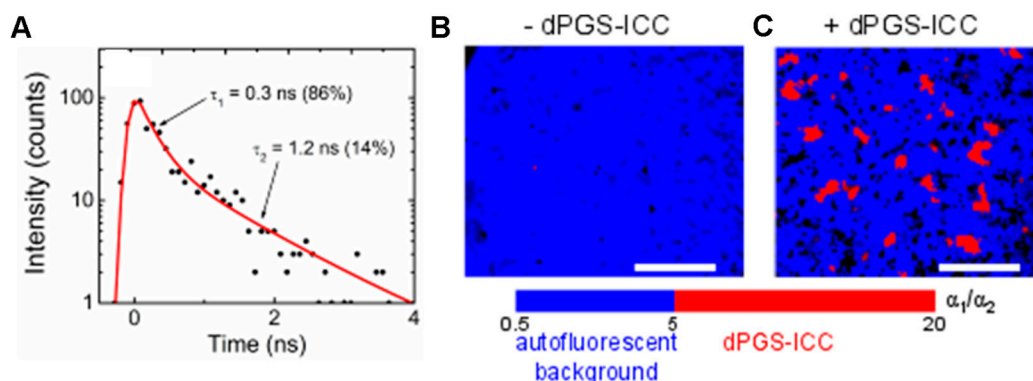 A
Intensity (counts)
100
10
1
τ1 = 0.3 ns (86%)
τ2 = 1.2 ns (14%)
0
2
4
Time (ns)
B
- dPGS-ICC
C
+ dPGS-ICC
α1/α2
0.5
5
20
autofluorescent
background
dPGS-ICC